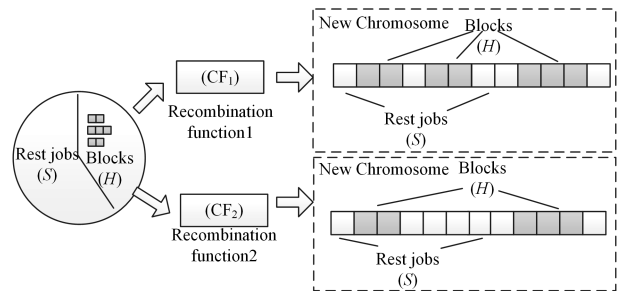 Rest jobs
(S)
Blocks
(H)
(CF1)
Recombination
function1
(CF2)
Recombination
function2
New Chromosome
Blocks
(H)
Rest jobs
(S)
New Chromosome
Blocks
(H)
Rest jobs
(S)